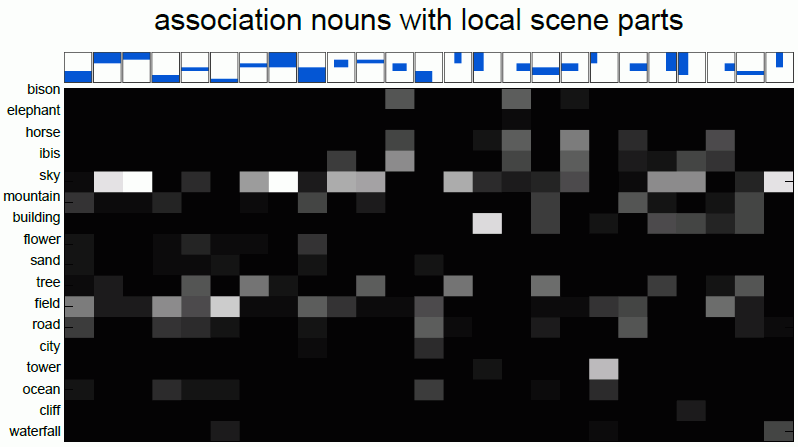 association nouns with local scene parts
bison
elephant
horse
ibis
sky
mountain
building
flower
sand
tree
field
road
city
tower
ocean
cliff
waterfall